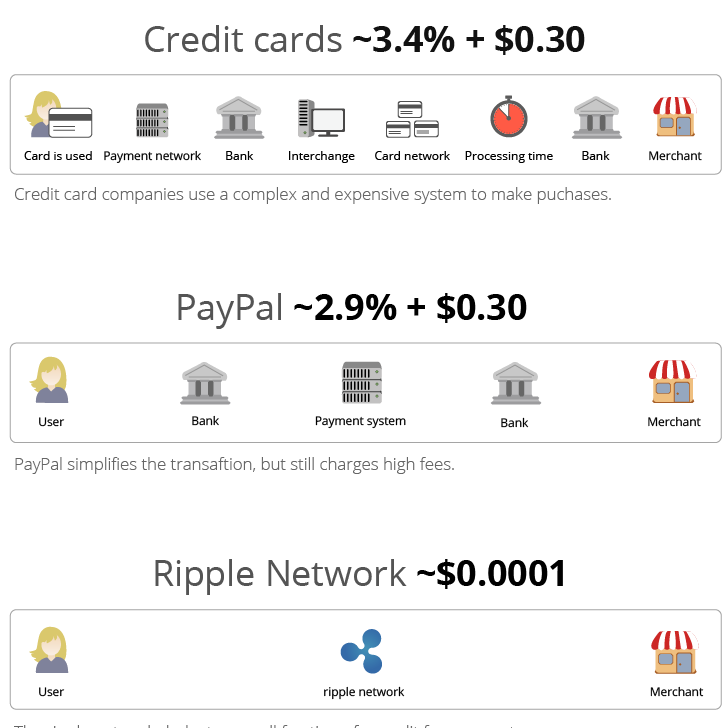 Credit cards ~3.4% + $0.30
Card is used Payment network Bank Interchange Card network Processing time Bank Merchant
Credit card companies use a complex and expensive system to make puchases.
PayPal ~2.9% + $0.30
User Bank Payment system Bank Merchant
PayPal simplifies the transaftion, but still charges high fees.
Ripple Network ~$0.0001
User ripple network Merchant